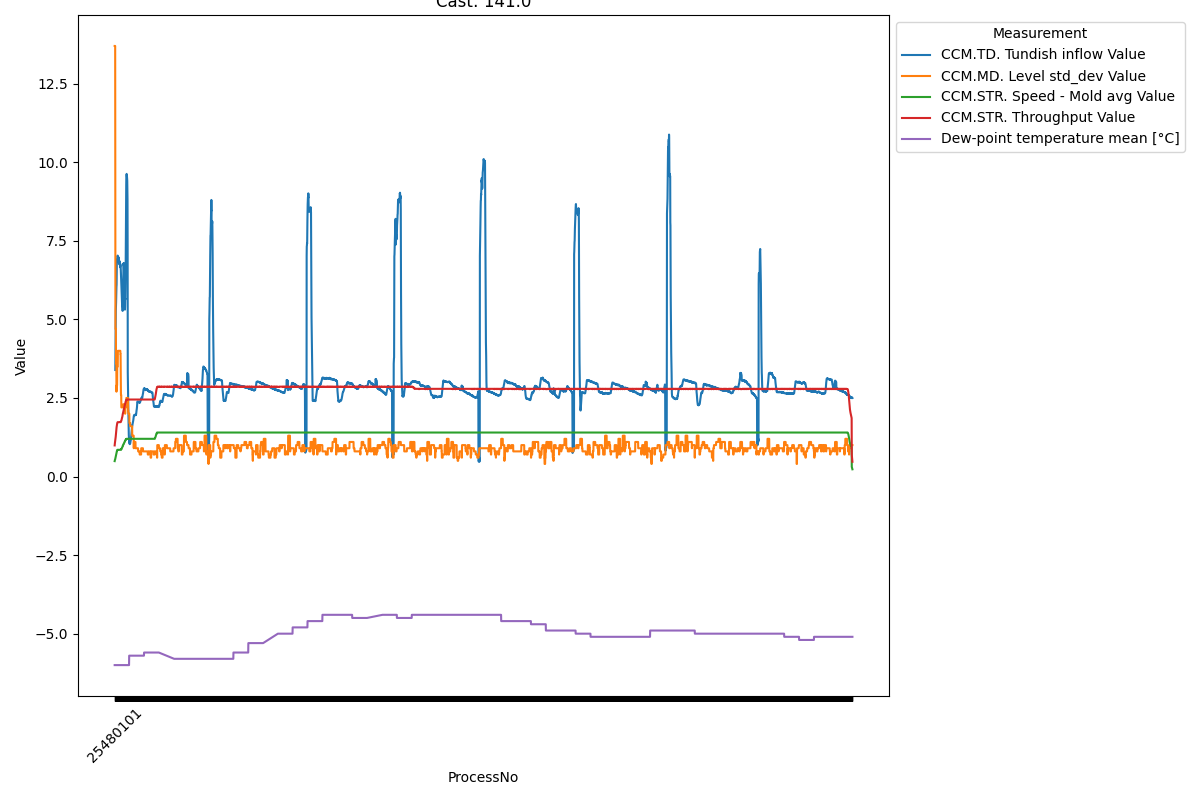 Cast: 141.0
Measurement
CCM.TD. Tundish inflow Value
CCM.MD. Level std_dev Value
CCM.STR. Speed - Mold avg Value
CCM.STR. Throughput Value
Dew-point temperature mean [°C]
Value
12.5
10.0
7.5
5.0
2.5
0.0
−2.5
−5.0
25480101
ProcessNo